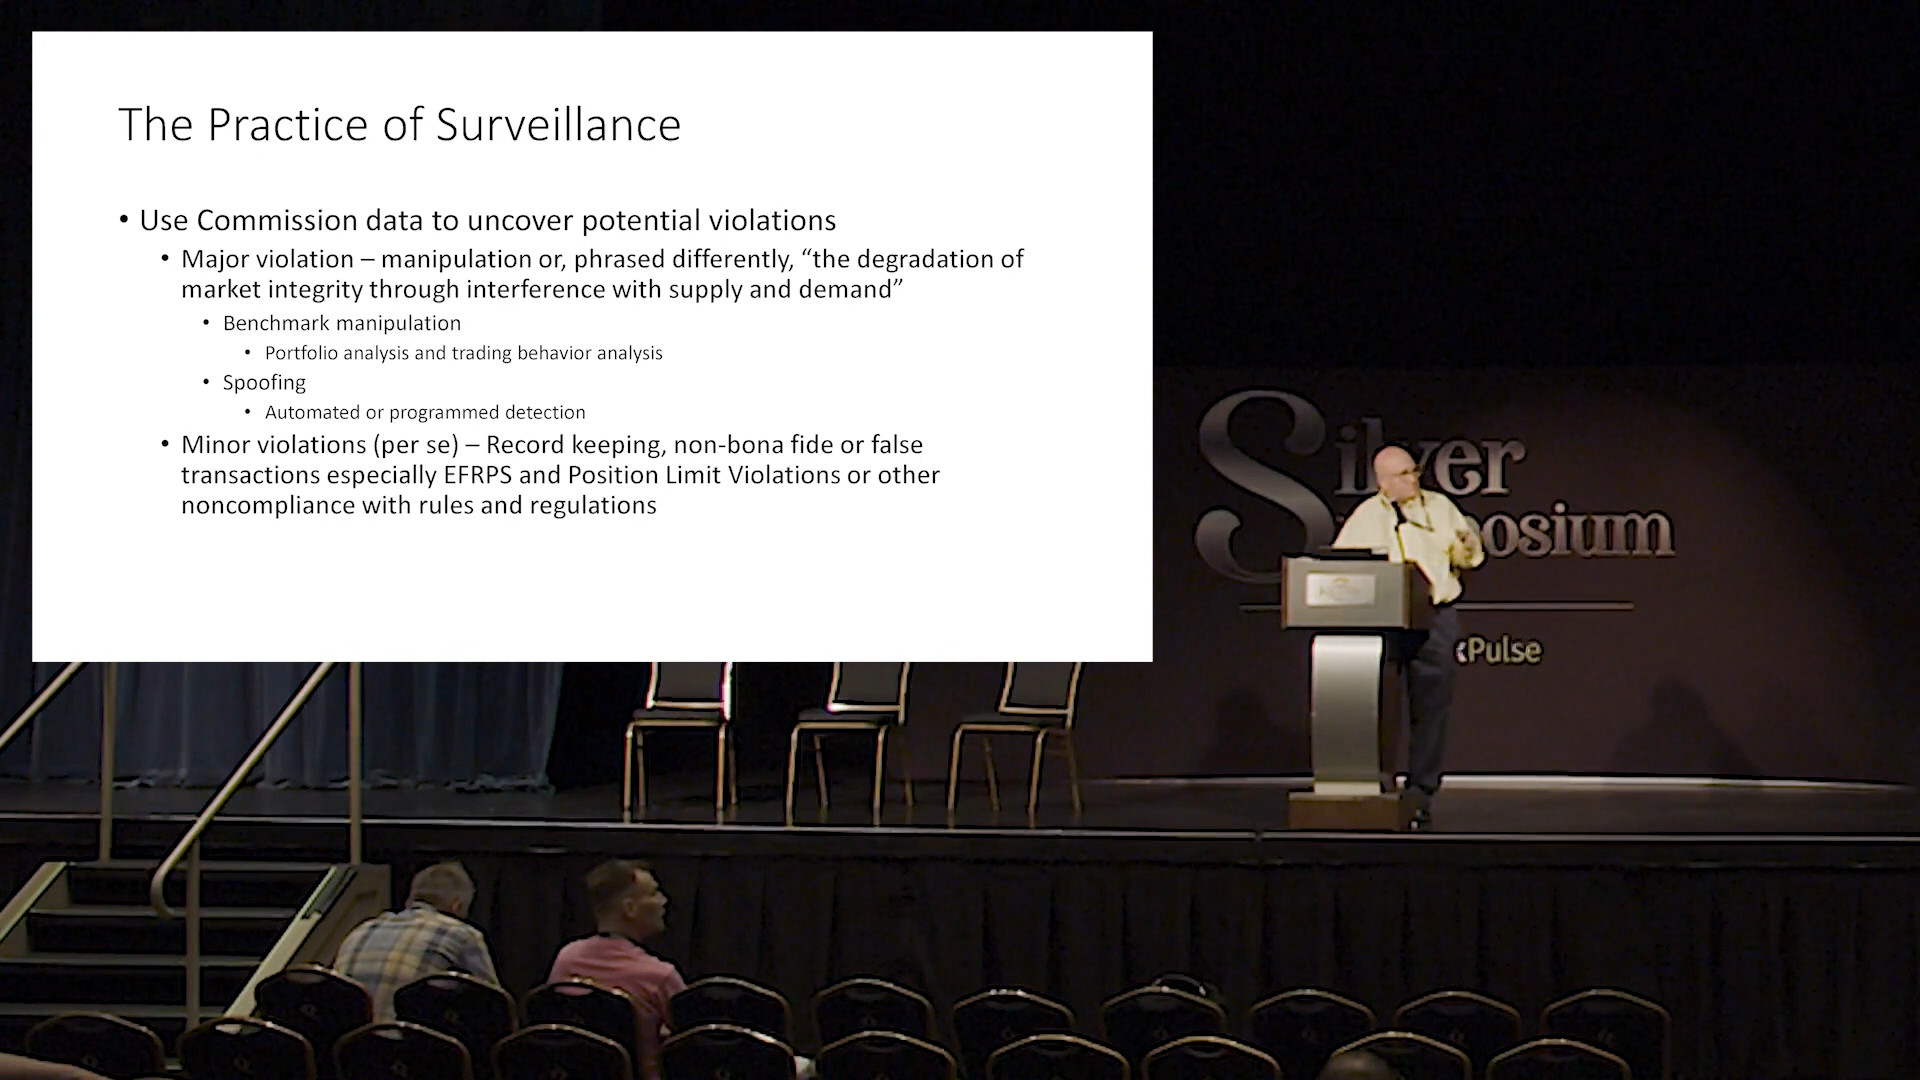 The Practice of Surveillance
• Use Commission data to uncover potential violations
• Major violation – manipulation or, phrased differently, “the degradation of
market integrity through interference with supply and demand”
• Benchmark manipulation
• Portfolio analysis and trading behavior analysis
• Spoofing
• Automated or programmed detection
• Minor violations (per se) – Record keeping, non-bona fide or false
transactions especially EFRPS and Position Limit Violations or other
noncompliance with rules and regulations
Silver
posium
kPulse